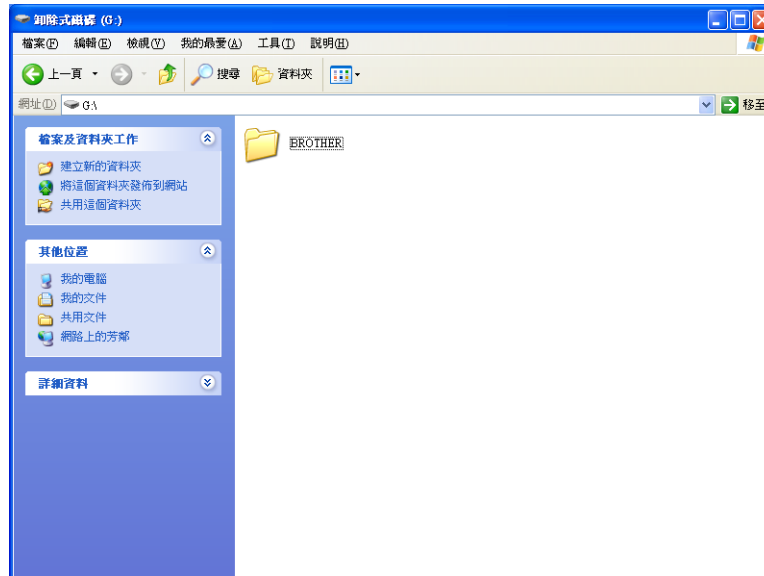 卸除式磁碟 (G:)
檔案(F) 編輯(E) 檢視(V) 我的最愛(A) 工具(T) 說明(H)
上一頁 搜尋 資料夾
網址(D) G:\ 移至
檔案及資料夾工作
建立新的資料夾
將這個資料夾發佈到網站
共用這個資料夾
其他位置
我的電腦
我的文件
共用文件
網路上的芳鄰
詳細資料
BROTHER